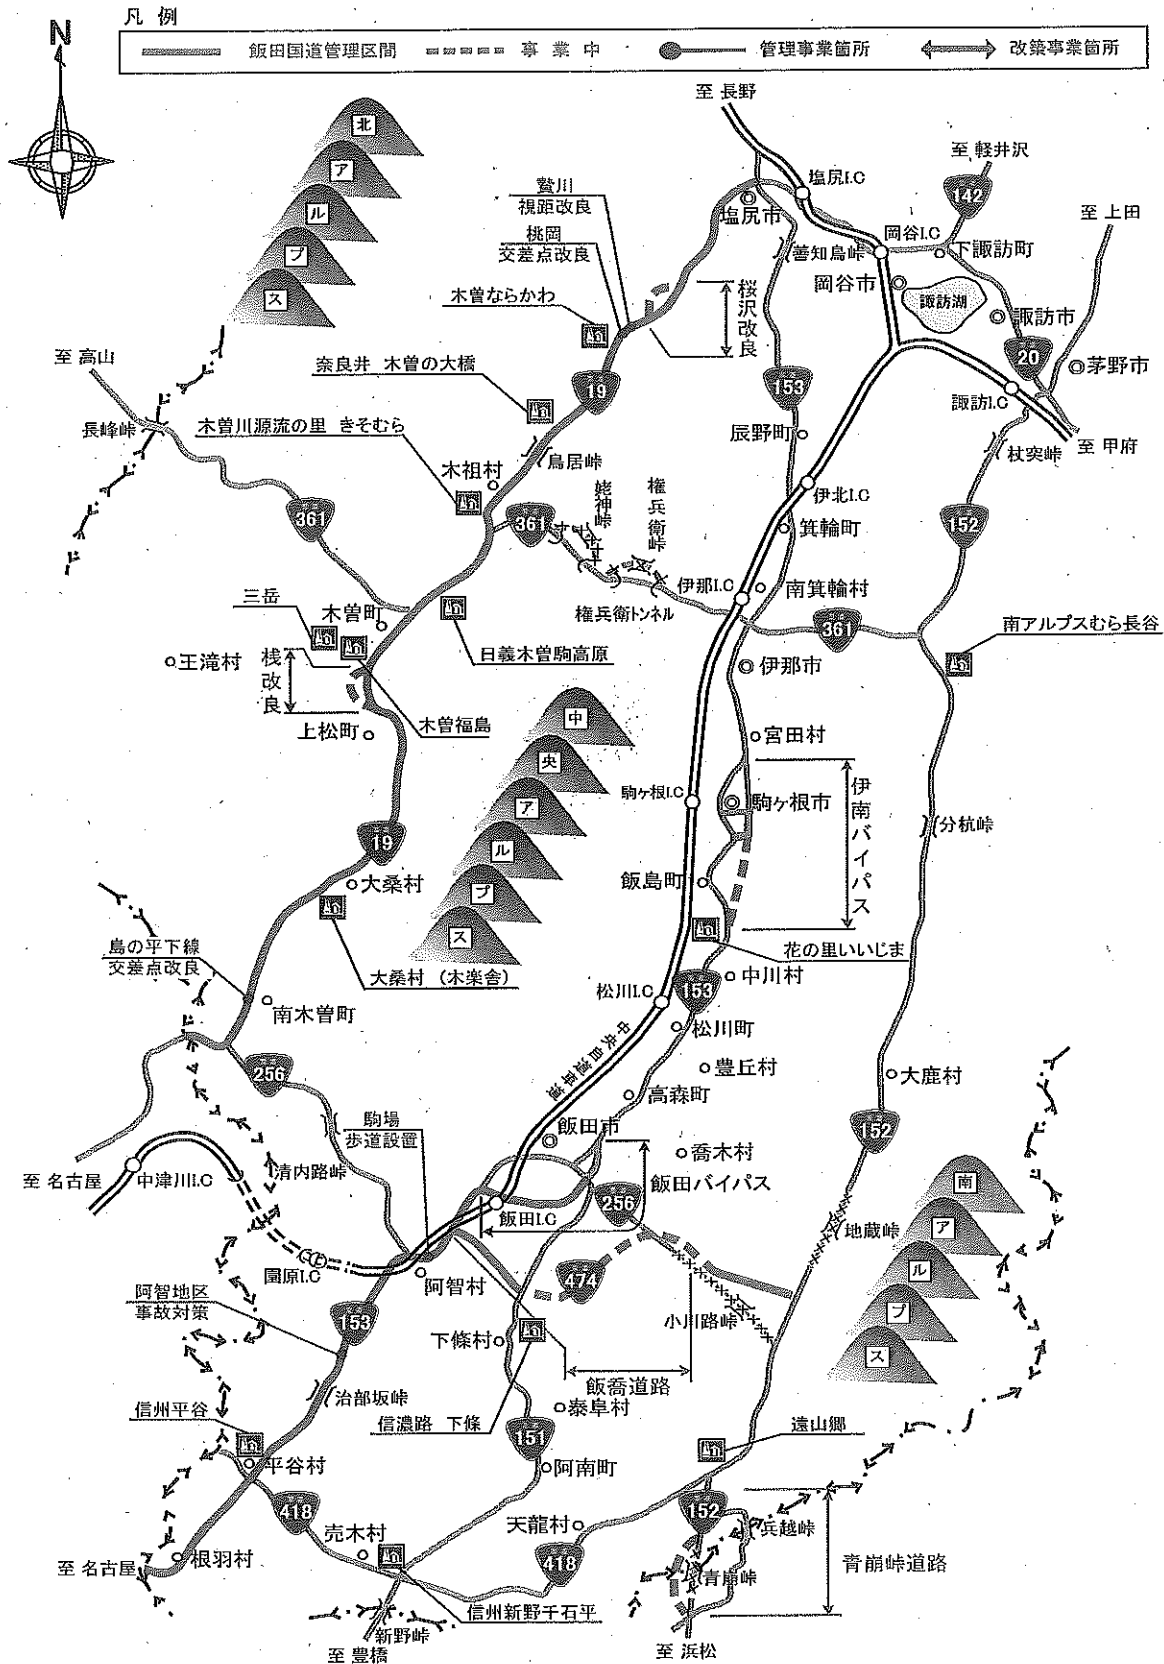 凡 例
飯田国道管理区間
事 業 中
管理事業箇所
改築事業箇所
N
至 長野
北
ア
ル
プ
ス
至 軽井沢
142
塩尻I.C
鷲川
視距改良
塩尻市
至 上田
桃岡
交差点改良
善知鳥峠
岡谷I.C
下諏訪町
岡谷市
諏訪湖
木曽ならかわ
桜沢改良
諏訪市
至 高山
奈良井 木曽の大橋
19
153
20
茅野市
諏訪I.C
長峰峠
木曽川源流の里 きそむら
辰野町
杖突峠
至 甲府
鳥居峠
木祖村
伊北I.C
361
361
姥神峠
権兵衛峠
箕輪町
152
三岳
木曽町
権兵衛トンネル
伊那I.C
南箕輪村
361
南アルプスむら長谷
王滝村
桟改良
日義木曽駒高原
伊那市
上松町
木曽福島
中
央
ア
ル
プ
ス
宮田村
駒ヶ根I.C
駒ヶ根市
伊南バイパス
分杭峠
19
大桑村
飯島町
島の平下線
交差点改良
大桑村 (木楽舎)
花の里いいじま
中川村
南木曽町
松川I.C
153
松川町
中央自動車道
256
豊丘村
大鹿村
高森町
駒場
歩道設置
飯田市
152
喬木村
至 名古屋
中津川I.C
清内路峠
飯田バイパス
256
飯田I.C
地蔵峠
南
ア
ル
プ
ス
園原I.C
阿智村
474
阿智地区
事故対策
153
下條村
小川路峠
飯喬道路
治部坂峠
信州平谷
信濃路 下條
泰阜村
151
遠山郷
平谷村
阿南町
418
152
売木村
天龍村
兵越峠
至 名古屋
根羽村
418
青崩峠
青崩峠道路
信州新野千石平
新野峠
至 豊橋
至 浜松